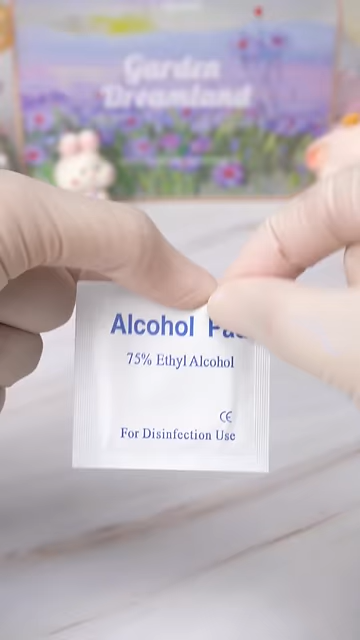 Garden
Dreamland
Alcohol
75% Ethyl Alcohol
CE
For Disinfection Use